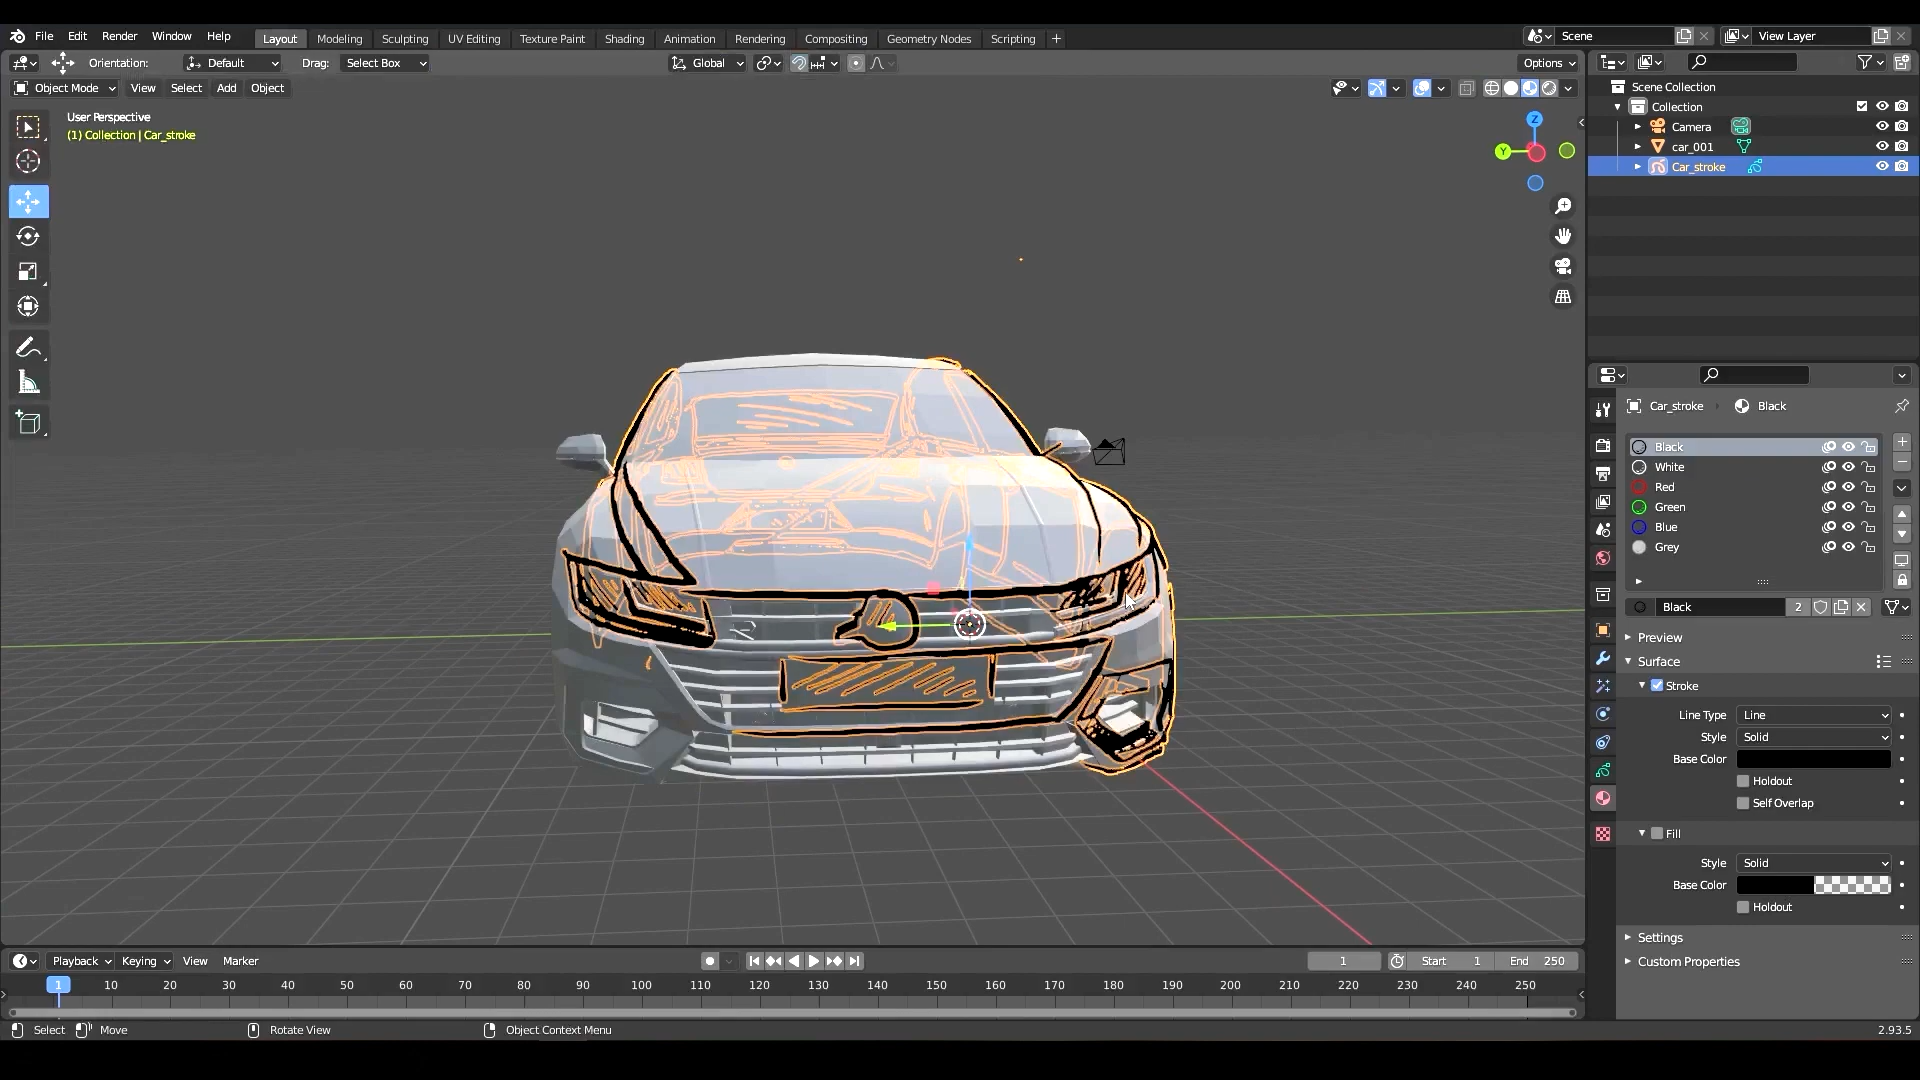 File Edit Render Window Help Layout Modeling Sculpting UV Editing Texture Paint Shading Animation Rendering Compositing Geometry Nodes Scripting + Scene View Layer
Orientation: Default Drag: Select Box Global Options
Object Mode View Select Add Object
User Perspective
(1) Collection | Car_stroke
Z
Y
Scene Collection
Collection
Camera
car_001
Car_stroke
Car_stroke Black
Black
White
Red
Green
Blue
Grey
Black 2
Preview
Surface
Stroke
Line Type Line
Style Solid
Base Color
Holdout
Self Overlap
Fill
Style Solid
Base Color
Holdout
Settings
Custom Properties
Playback Keying View Marker 1 Start 1 End 250
1 10 20 30 40 50 60 70 80 90 100 110 120 130 140 150 160 170 180 190 200 210 220 230 240 250
Select Move Rotate View Object Context Menu 2.93.5